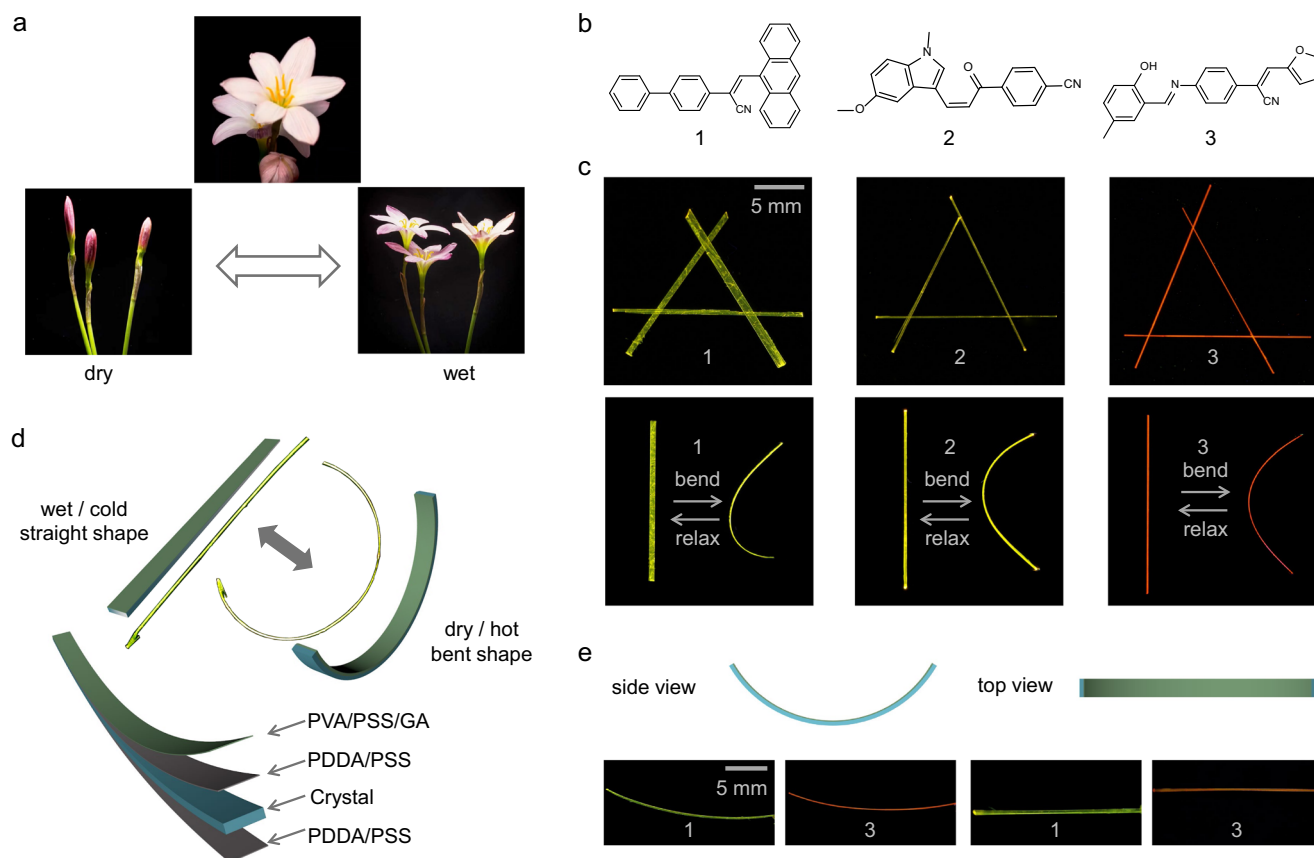 a
dry
wet
b
CN
1
N
O
O
CN
2
OH
N
O
CN
3
c
5 mm
1
2
3
1
bend
relax
2
bend
relax
3
bend
relax
d
wet / cold
straight shape
dry / hot
bent shape
PVA/PSS/GA
PDDA/PSS
Crystal
PDDA/PSS
e
side view
top view
5 mm
1
3
1
3